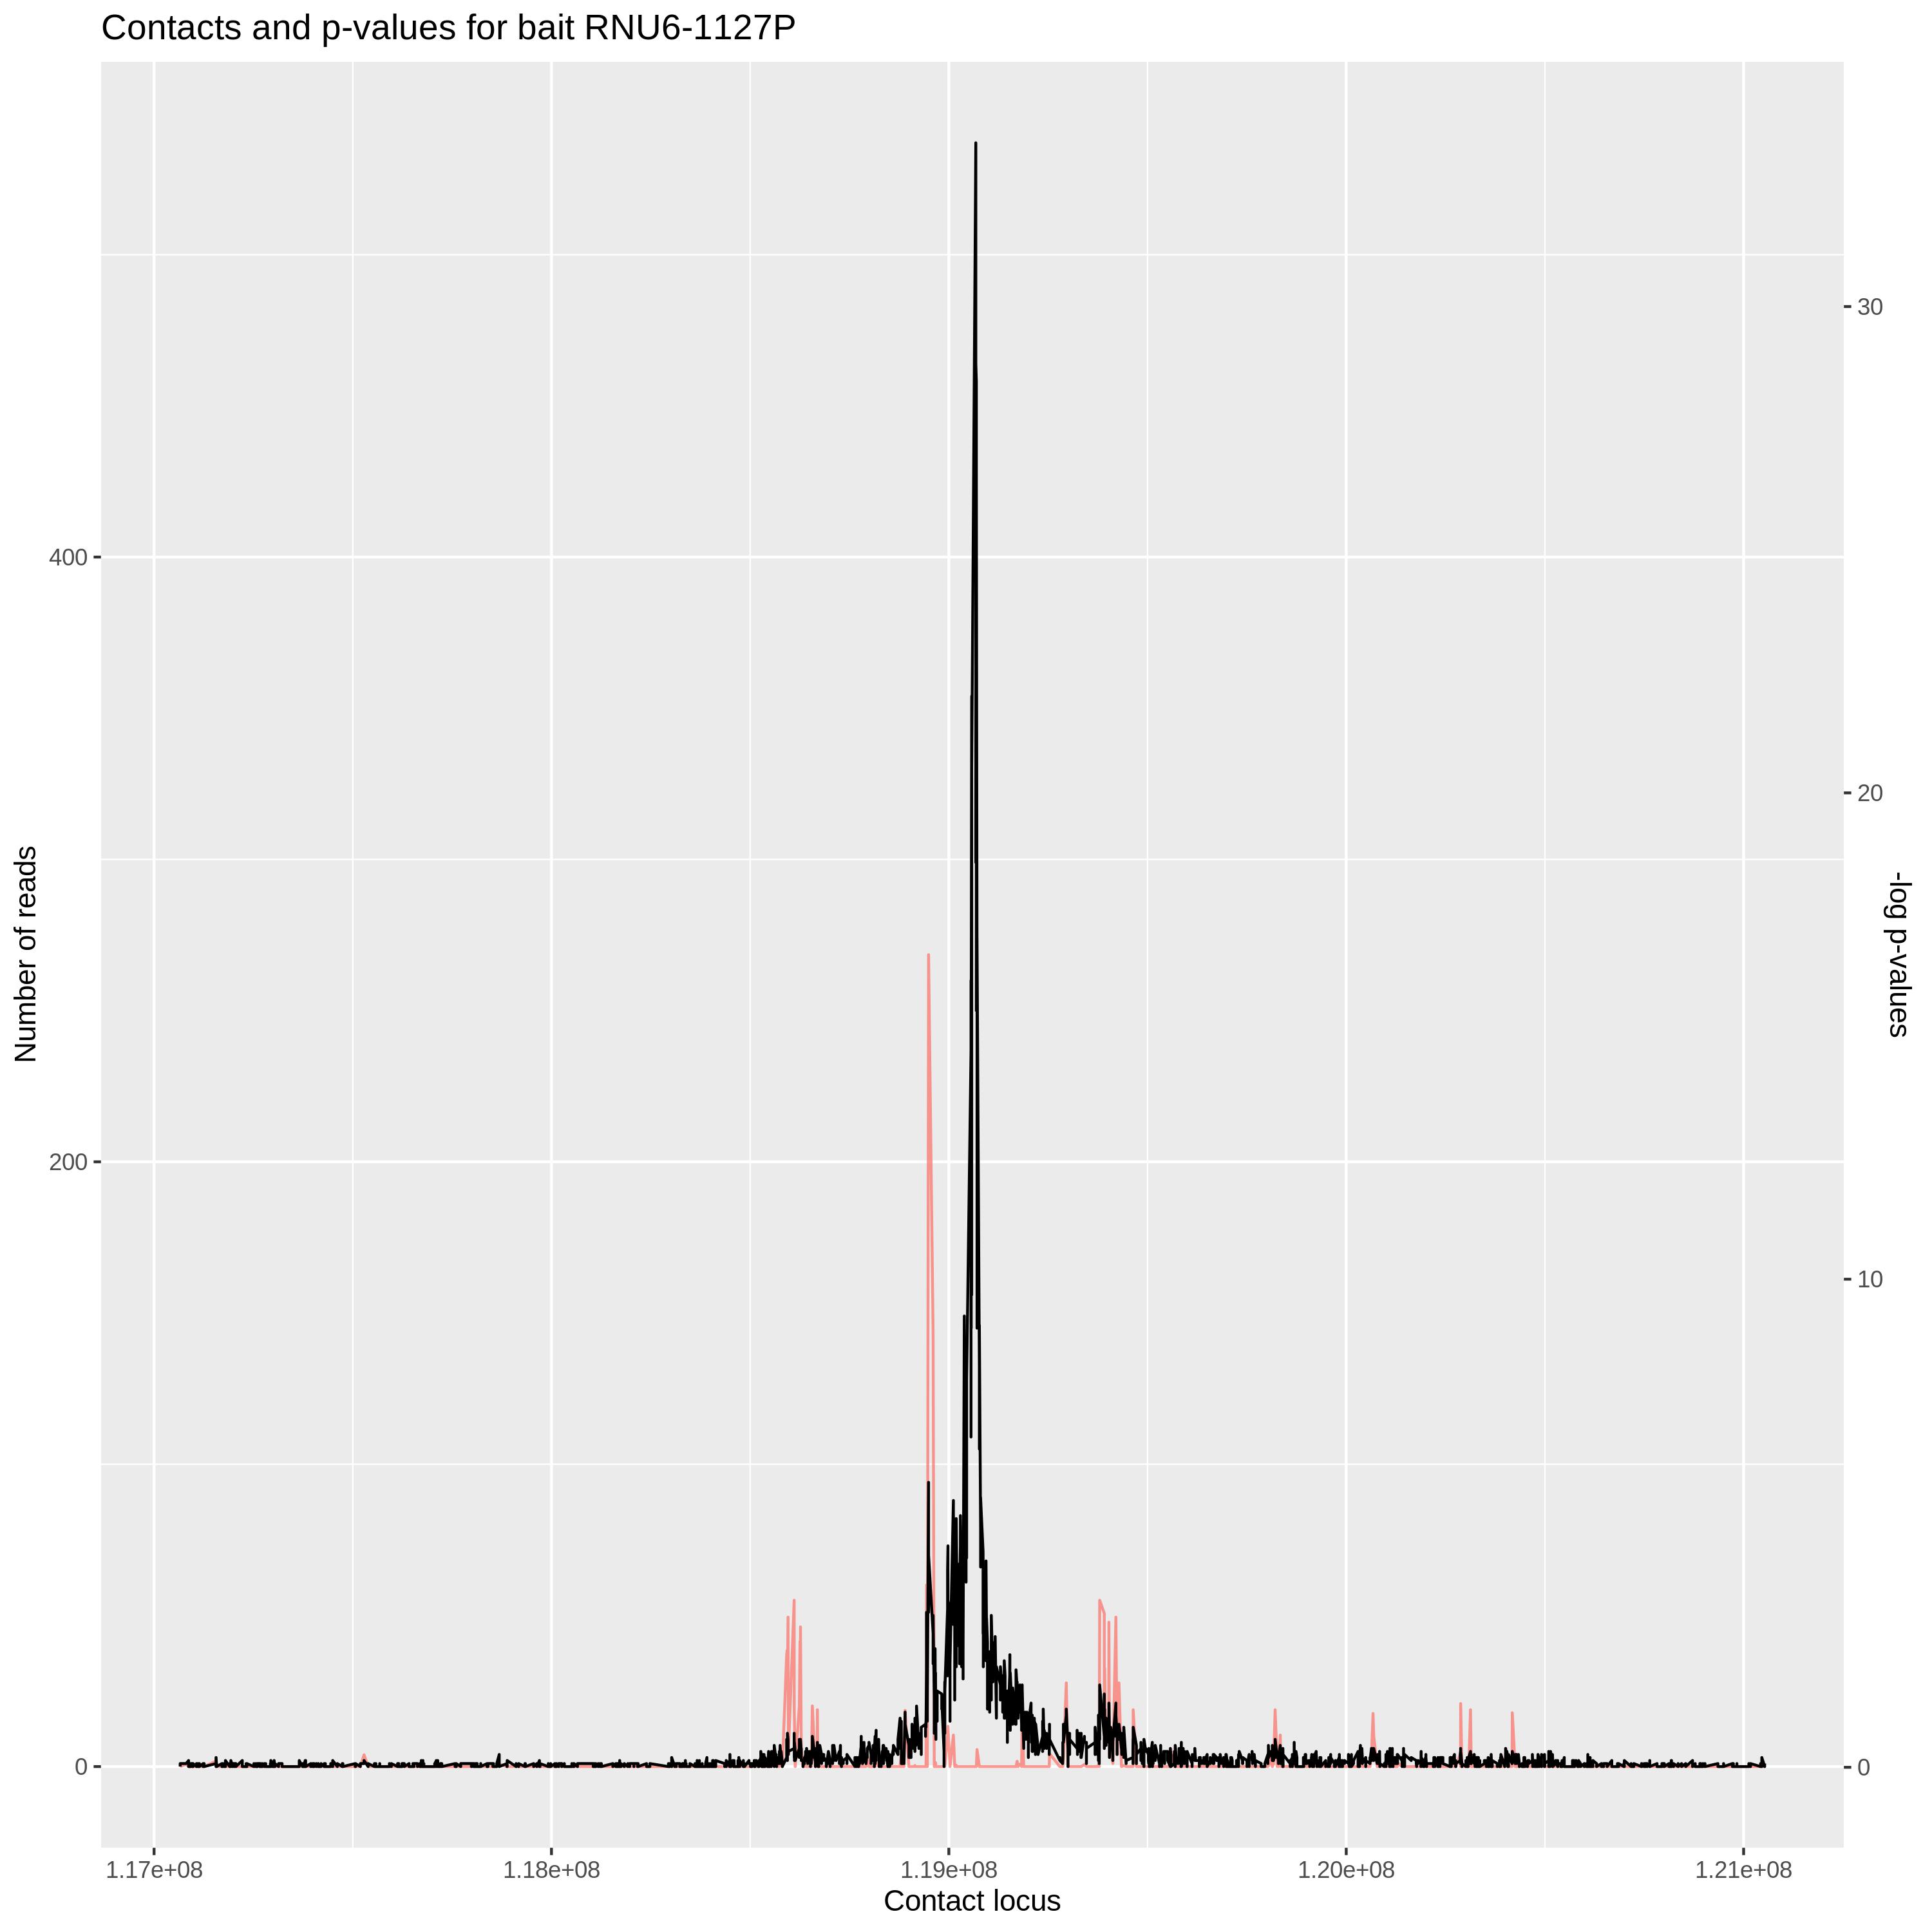 Contacts and p-values for bait RNU6-1127P
Number of reads
400
200
0
30
20
10
0
-log p-values
1.17e+08
1.18e+08
1.19e+08
1.20e+08
1.21e+08
Contact locus